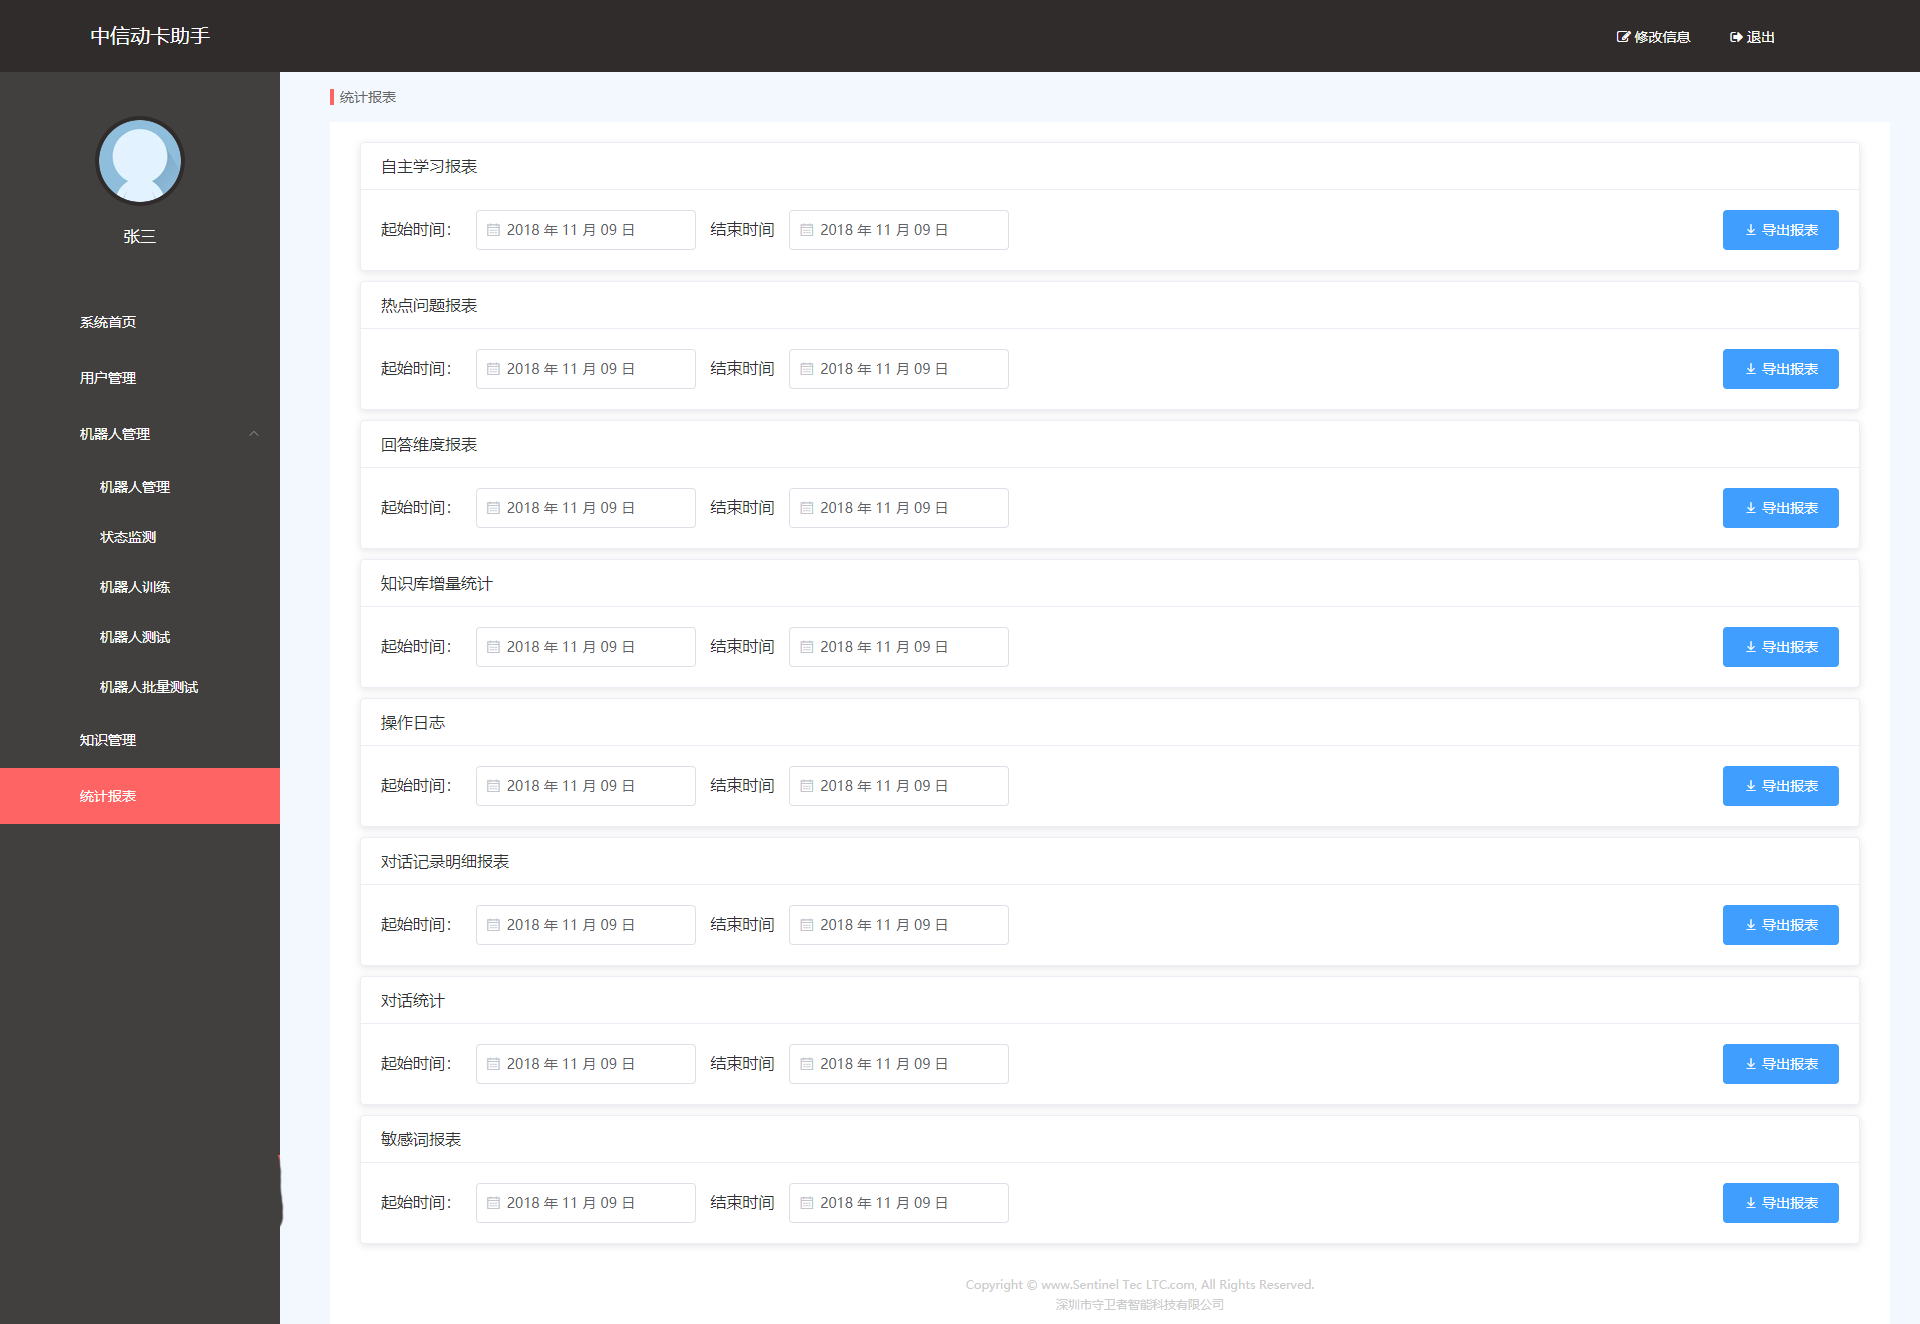 中信动卡助手
修改信息 退出
张三
系统首页
用户管理
机器人管理
机器人管理
状态监测
机器人训练
机器人测试
机器人批量测试
知识管理
统计报表
统计报表
自主学习报表
起始时间： 2018 年 11 月 09 日 结束时间 2018 年 11 月 09 日 导出报表
热点问题报表
起始时间： 2018 年 11 月 09 日 结束时间 2018 年 11 月 09 日 导出报表
回答维度报表
起始时间： 2018 年 11 月 09 日 结束时间 2018 年 11 月 09 日 导出报表
知识库增量统计
起始时间： 2018 年 11 月 09 日 结束时间 2018 年 11 月 09 日 导出报表
操作日志
起始时间： 2018 年 11 月 09 日 结束时间 2018 年 11 月 09 日 导出报表
对话记录明细报表
起始时间： 2018 年 11 月 09 日 结束时间 2018 年 11 月 09 日 导出报表
对话统计
起始时间： 2018 年 11 月 09 日 结束时间 2018 年 11 月 09 日 导出报表
敏感词报表
起始时间： 2018 年 11 月 09 日 结束时间 2018 年 11 月 09 日 导出报表
Copyright © www.Sentinel Tec LTC.com, All Rights Reserved.
深圳市守卫者智能科技有限公司